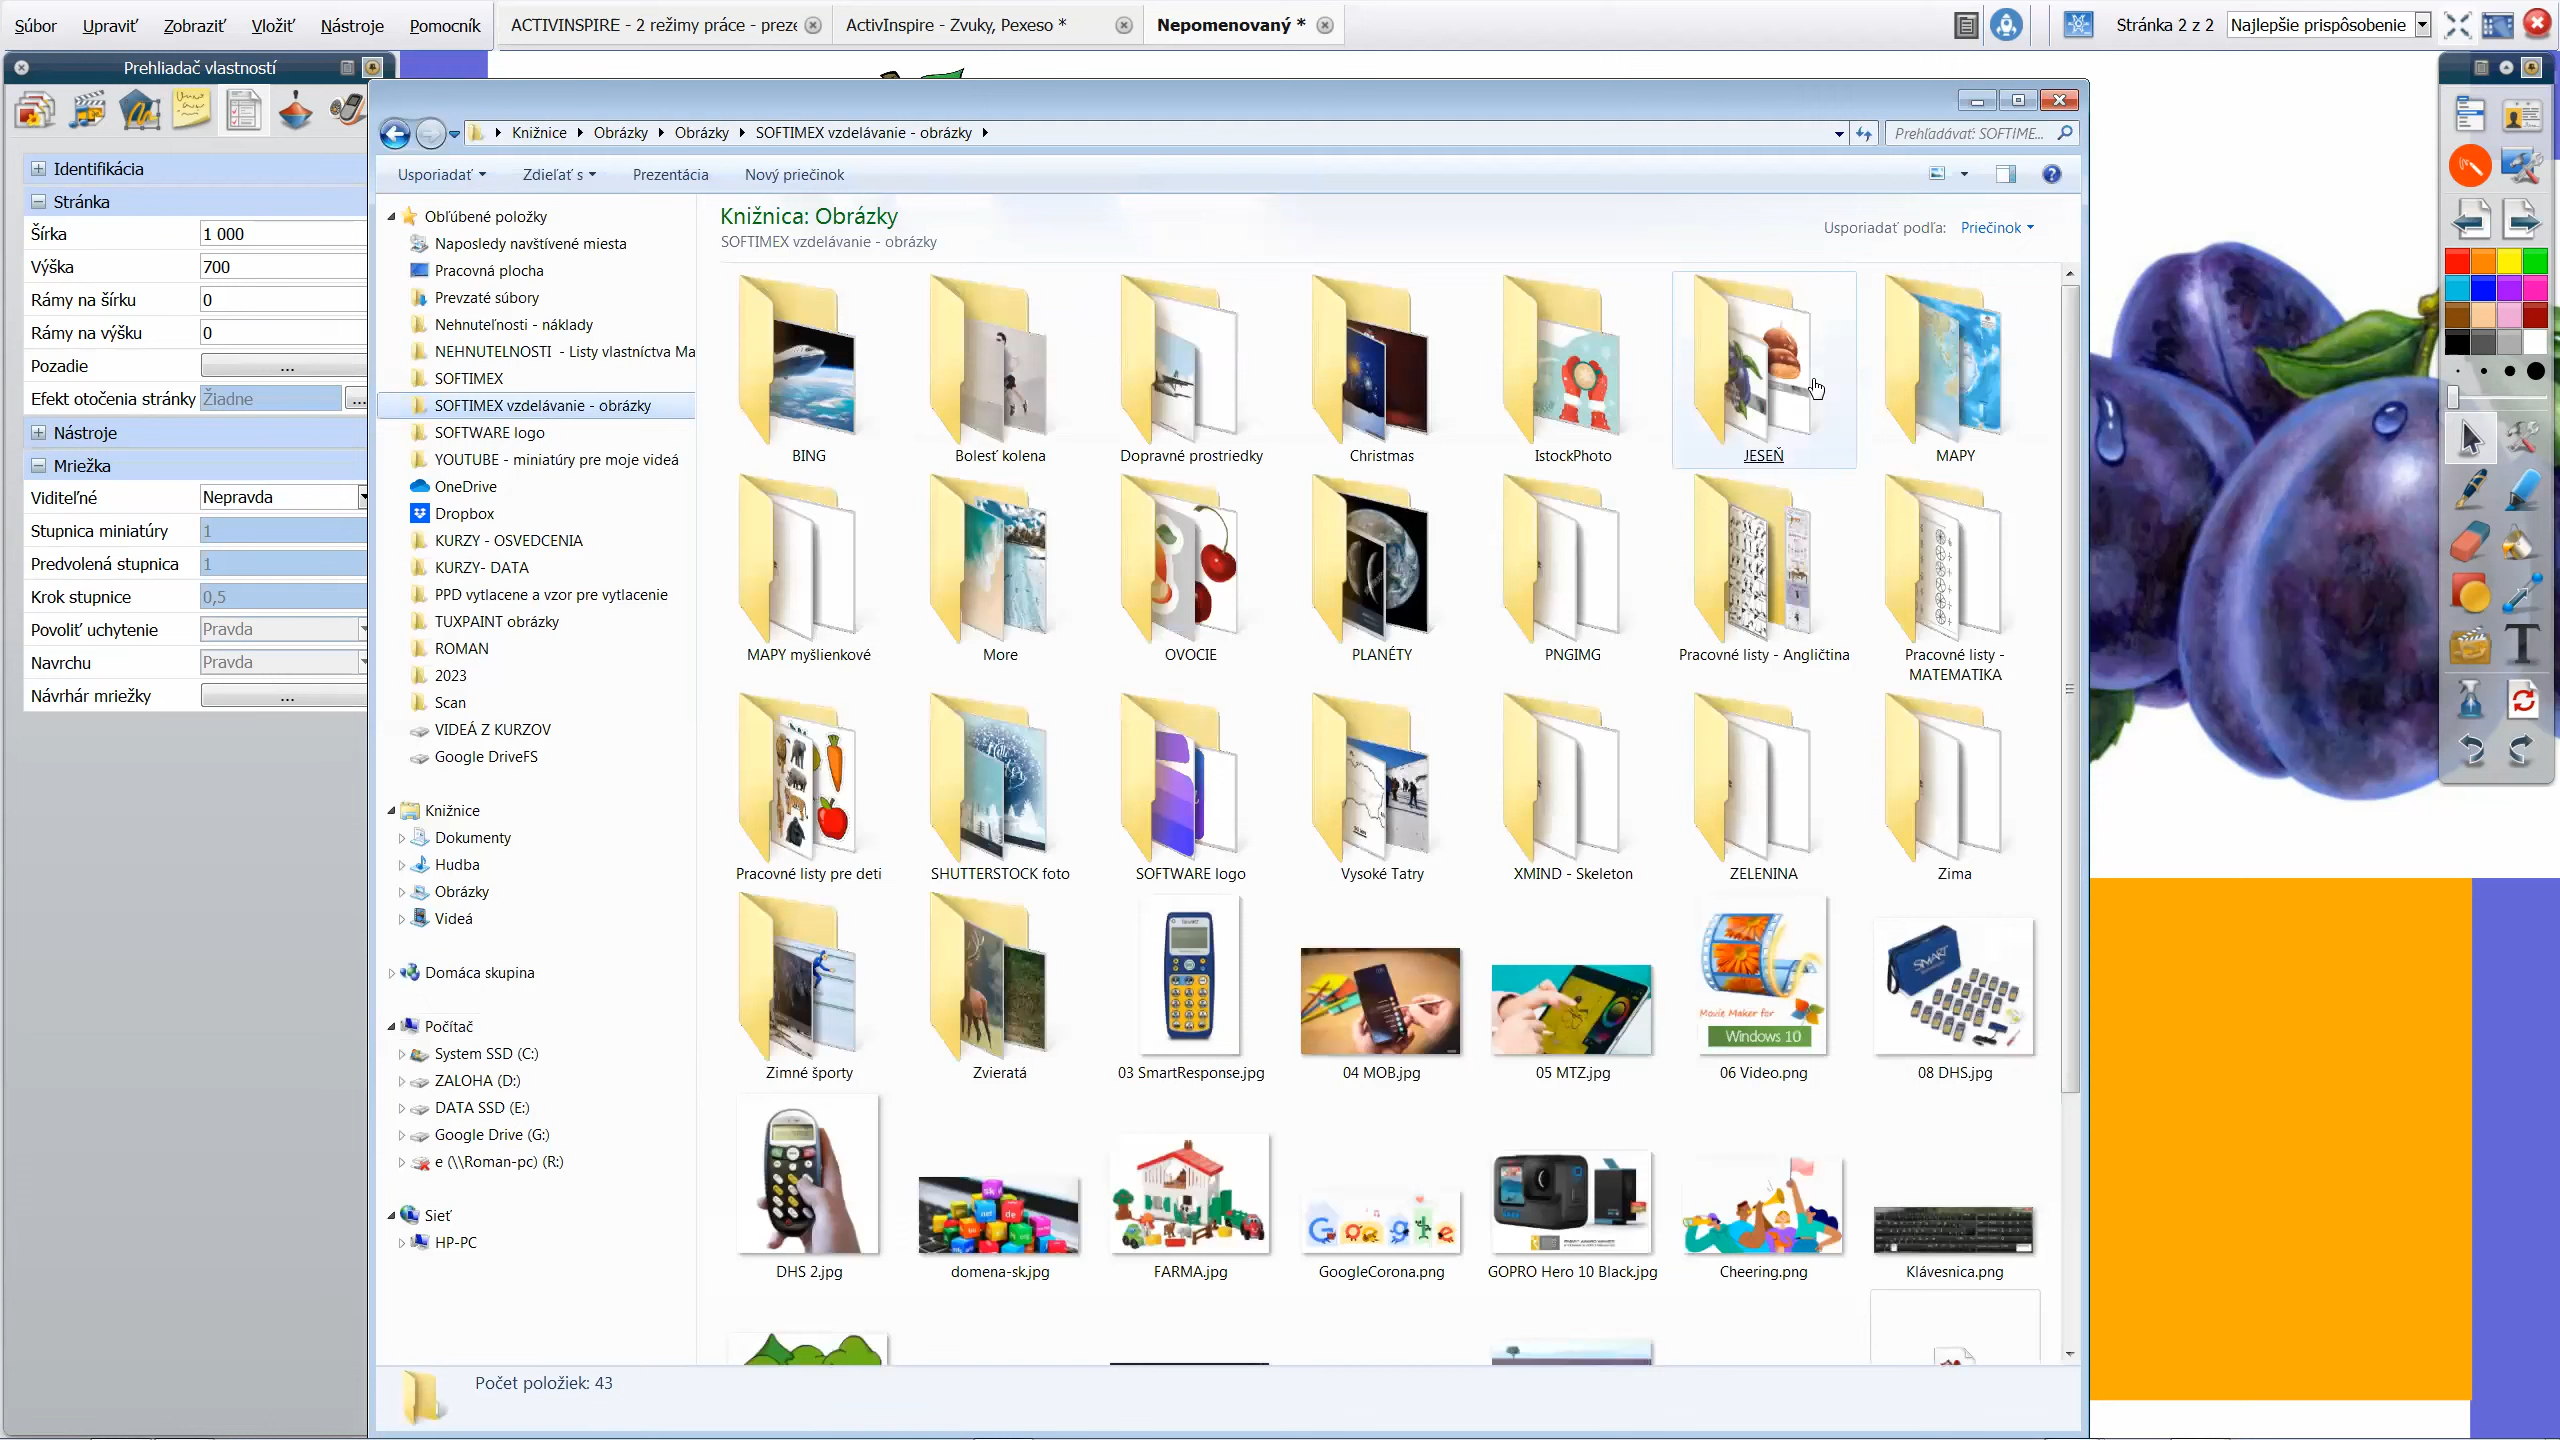 Súbor Upraviť Zobraziť Vložiť Nástroje Pomocník
ACTIVINSPIRE - 2 režimy práce - preze
ActivInspire - Zvuky, Pexeso *
Nepomenovaný *
Stránka 2 z 2
Najlepšie prispôsobenie
Prehliadač vlastností
Identifikácia
Stránka
Šírka 1 000
Výška 700
Rámy na šírku 0
Rámy na výšku 0
Pozadie ...
Efekt otočenia stránky Žiadne ...
Nástroje
Mriežka
Viditeľné Nepravda
Stupnica miniatúry 1
Predvolená stupnica 1
Krok stupnice 0,5
Povoliť uchytenie Pravda
Navrchu Pravda
Návrhár mriežky ...
Knižnice Obrázky Obrázky SOFTIMEX vzdelávanie - obrázky
Prehľadávať: SOFTIME...
Usporiadať Zdieľať s Prezentácia Nový priečinok
Obľúbené položky
Naposledy navštívené miesta
Pracovná plocha
Prevzaté súbory
Nehnuteľnosti - náklady
NEHNUTELNOSTI - Listy vlastníctva Ma
SOFTIMEX
SOFTIMEX vzdelávanie - obrázky
SOFTWARE logo
YOUTUBE - miniatúry pre moje videá
OneDrive
Dropbox
KURZY - OSVEDCENIA
KURZY- DATA
PPD vytlacene a vzor pre vytlacenie
TUXPAINT obrázky
ROMAN
2023
Scan
VIDEÁ Z KURZOV
Google DriveFS
Knižnice
Dokumenty
Hudba
Obrázky
Videá
Domáca skupina
Počítač
System SSD (C:)
ZALOHA (D:)
DATA SSD (E:)
Google Drive (G:)
e (\\Roman-pc) (R:)
Sieť
HP-PC
Knižnica: Obrázky
SOFTIMEX vzdelávanie - obrázky
Usporiadať podľa: Priečinok
BING
Bolesť kolena
Dopravné prostriedky
Christmas
IstockPhoto
JESEŇ
MAPY
MAPY myšlienkové
More
OVOCIE
PLANÉTY
PNGIMG
Pracovné listy - Angličtina
Pracovné listy -
MATEMATIKA
Pracovné listy pre deti
SHUTTERSTOCK foto
SOFTWARE logo
Vysoké Tatry
XMIND - Skeleton
ZELENINA
Zima
Movie Maker for
Windows 10
SMART
Zimné športy
Zvieratá
03 SmartResponse.jpg
04 MOB.jpg
05 MTZ.jpg
06 Video.png
08 DHS.jpg
DHS 2.jpg
domena-sk.jpg
FARMA.jpg
GoogleCorona.png
GOPRO Hero 10 Black.jpg
Cheering.png
Klávesnica.png
Počet položiek: 43